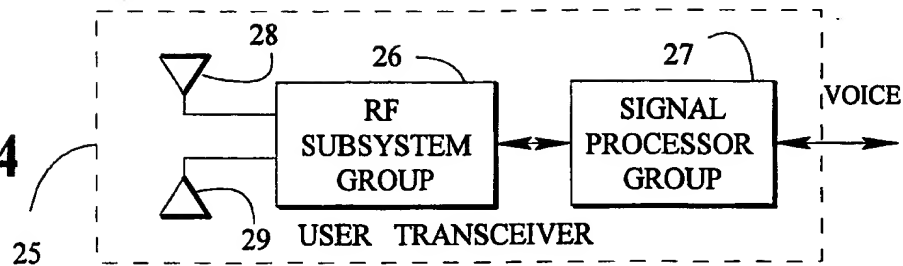 28
26
27
RF
SUBSYSTEM
GROUP
SIGNAL
PROCESSOR
GROUP
VOICE
4
25
29
USER TRANSCEIVER